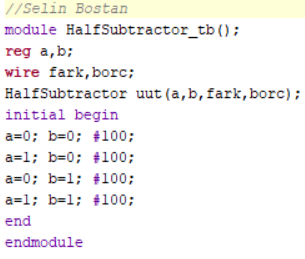 //Selin Bostan
module HalfSubtractor_tb();
reg a,b;
wire fark,borc;
HalfSubtractor uut(a,b,fark,borc);
initial begin
a=0; b=0; #100;
a=1; b=0; #100;
a=0; b=1; #100;
a=1; b=1; #100;
end
endmodule